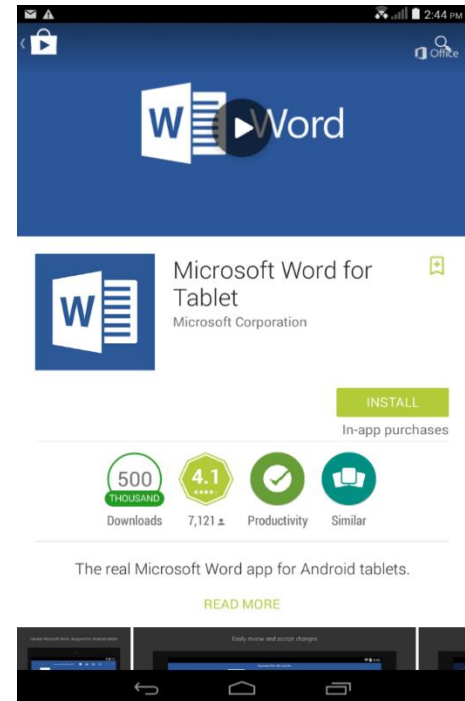 2:44 PM
Office
W Word
Microsoft Word for
Tablet
Microsoft Corporation
W
INSTALL
In-app purchases
500
THOUSAND
4.1
Downloads
7,121
Productivity
Similar
The real Microsoft Word app for Android tablets.
READ MORE
Easily review and accept changes